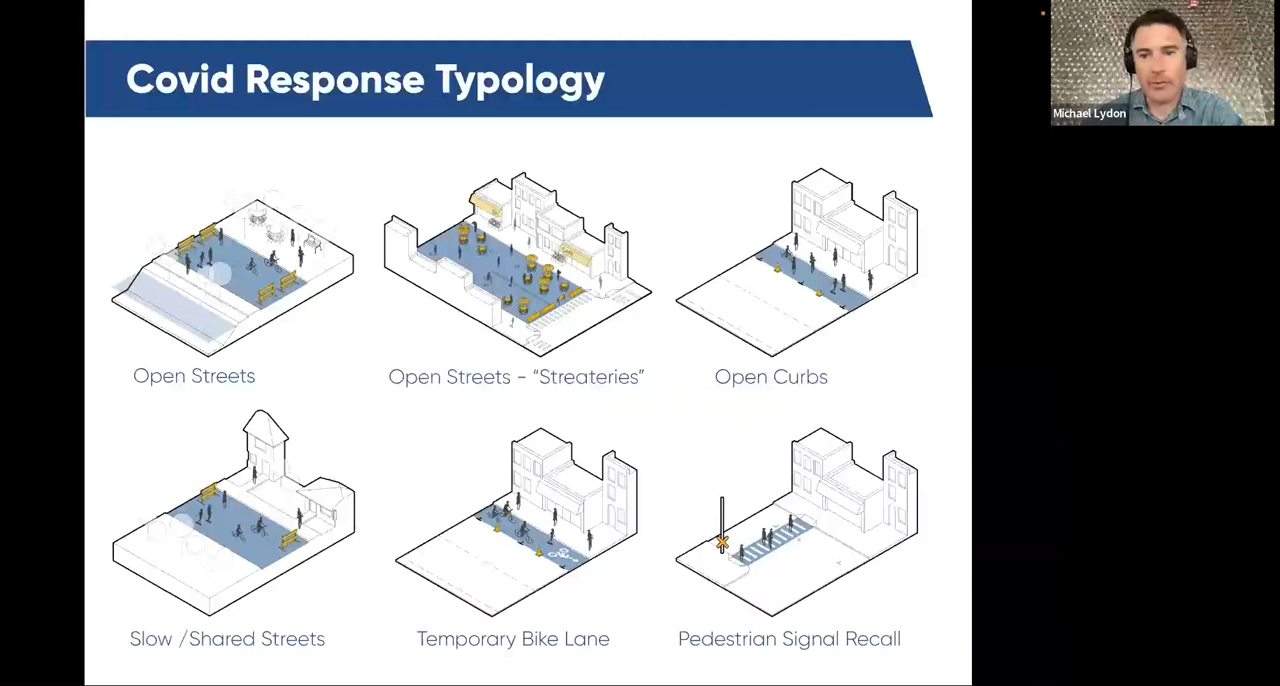 Covid Response Typology
Michael Lydon
Open Streets
Open Streets - “Streateries”
Open Curbs
Slow /Shared Streets
Temporary Bike Lane
Pedestrian Signal Recall